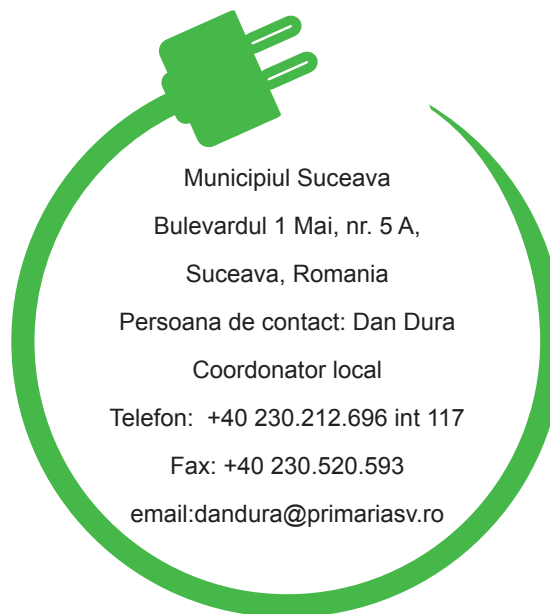 Municipiul Suceava
Bulevardul 1 Mai, nr. 5 A,
Suceava, Romania
Persoana de contact: Dan Dura
Coordonator local
Telefon:  +40 230.212.696 int 117
Fax: +40 230.520.593
email:dandura@primariasv.ro